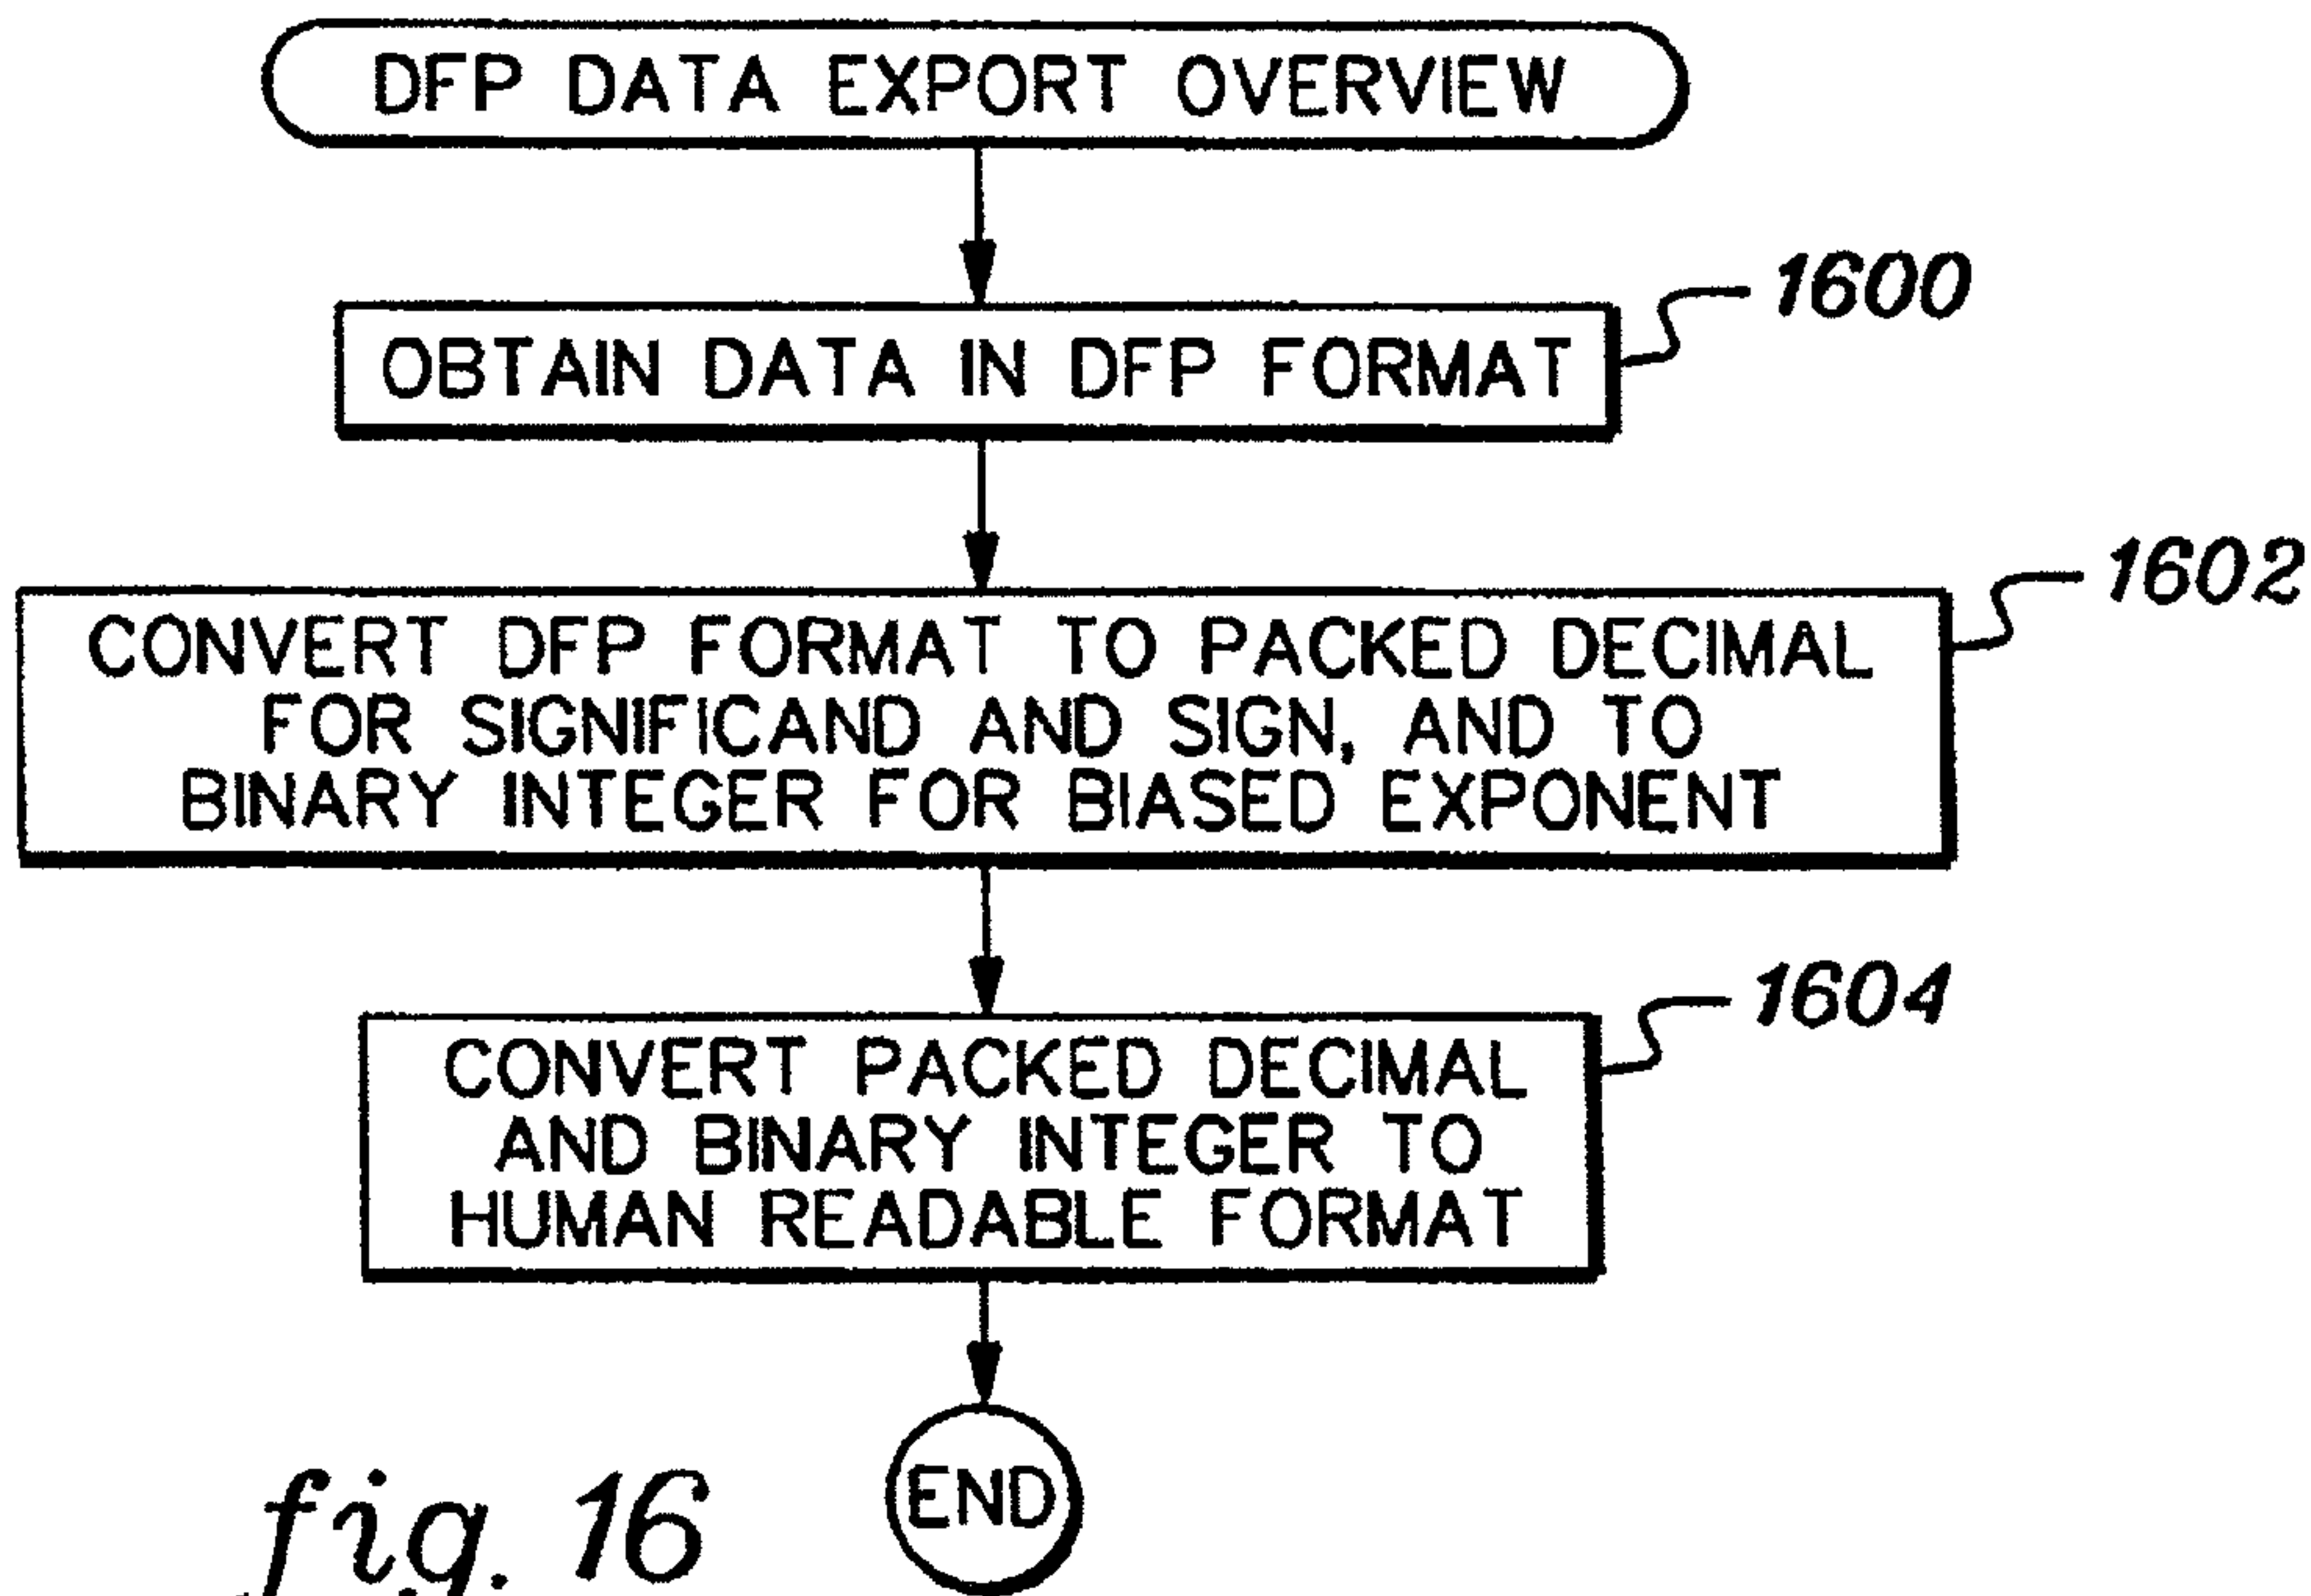 DFP DATA EXPORT OVERVIEW
1600
OBTAIN DATA IN DFP FORMAT
1602
CONVERT DFP FORMAT TO PACKED DECIMAL
FOR SIGNIFICAND AND SIGN, AND TO
BINARY INTEGER FOR BIASED EXPONENT
1604
CONVERT PACKED DECIMAL
AND BINARY INTEGER TO
HUMAN READABLE FORMAT
END
fig. 16